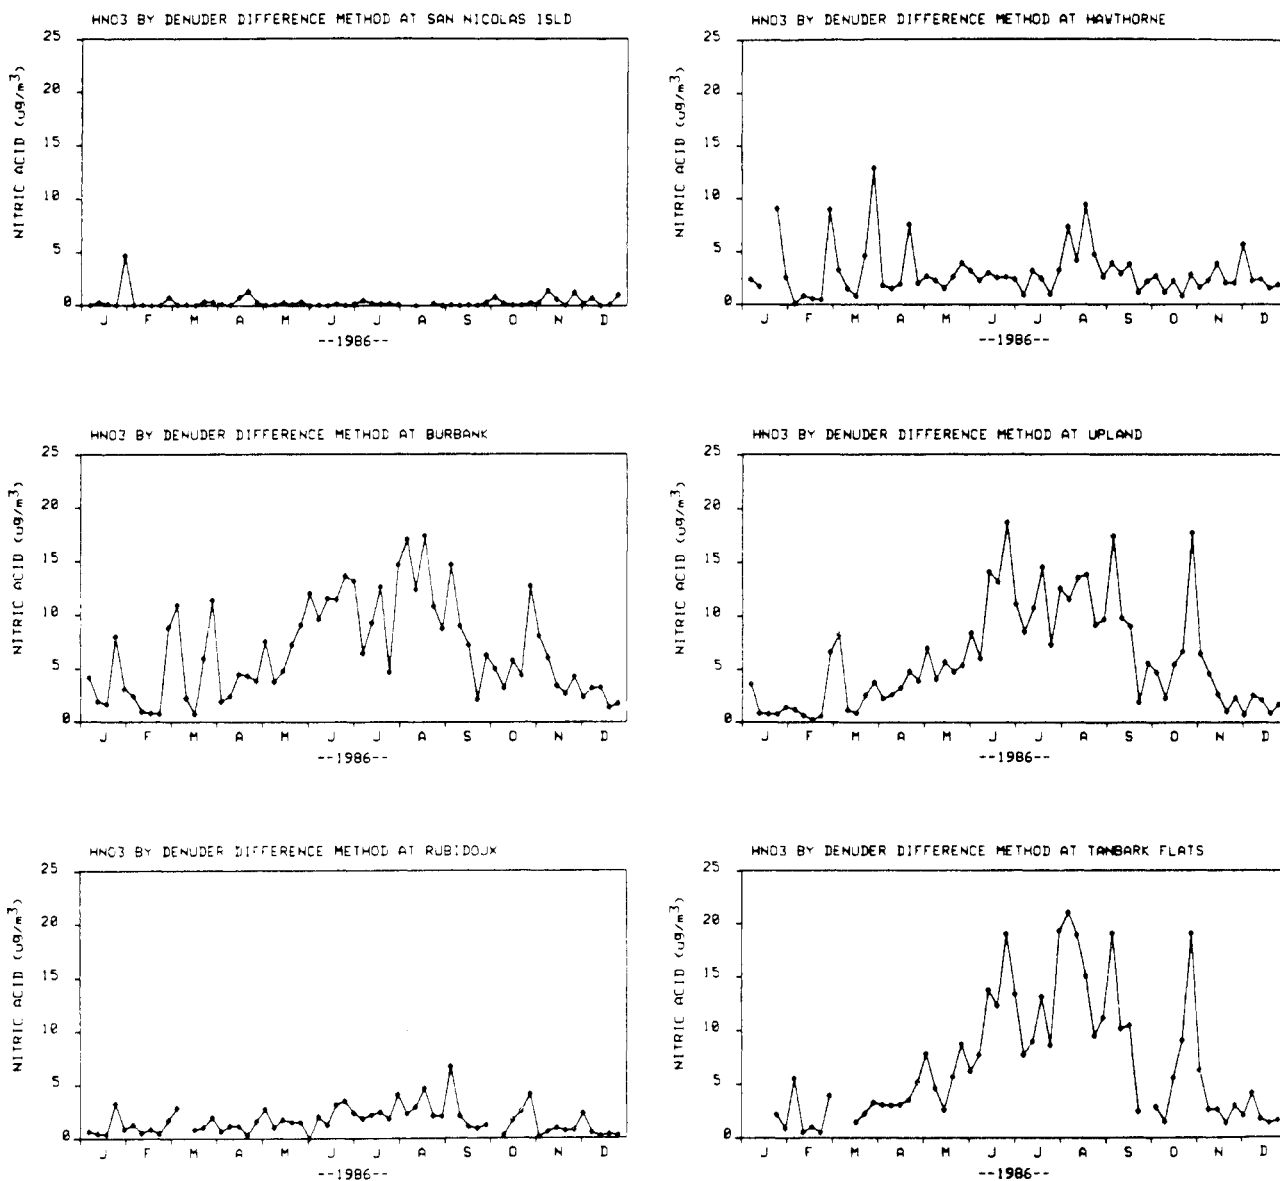 HNO3 BY DENUDER DIFFERENCE METHOD AT SAN NICOLAS ISLD
25
20
15
10
5
0
NITRIC ACID (ug/m³)
J F M A M J J A S O N D
--1986--
HNO3 BY DENUDER DIFFERENCE METHOD AT HAWTHORNE
25
20
15
10
5
0
NITRIC ACID (ug/m³)
J F M A M J J A S O N D
--1986--
HNO3 BY DENUDER DIFFERENCE METHOD AT BURBANK
25
20
15
10
5
0
NITRIC ACID (ug/m³)
J F M A M J J A S O N D
--1986--
HNO3 BY DENUDER DIFFERENCE METHOD AT UPLAND
25
20
15
10
5
0
NITRIC ACID (ug/m³)
J F M A M J J A S O N D
--1986--
HNO3 BY DENUDER DIFFERENCE METHOD AT RUBIDOUX
25
20
15
10
5
0
NITRIC ACID (ug/m³)
J F M A M J J A S O N D
--1986--
HNO3 BY DENUDER DIFFERENCE METHOD AT TANBARK FLATS
25
20
15
10
5
0
NITRIC ACID (ug/m³)
J F M A M J J A S O N D
--1986--